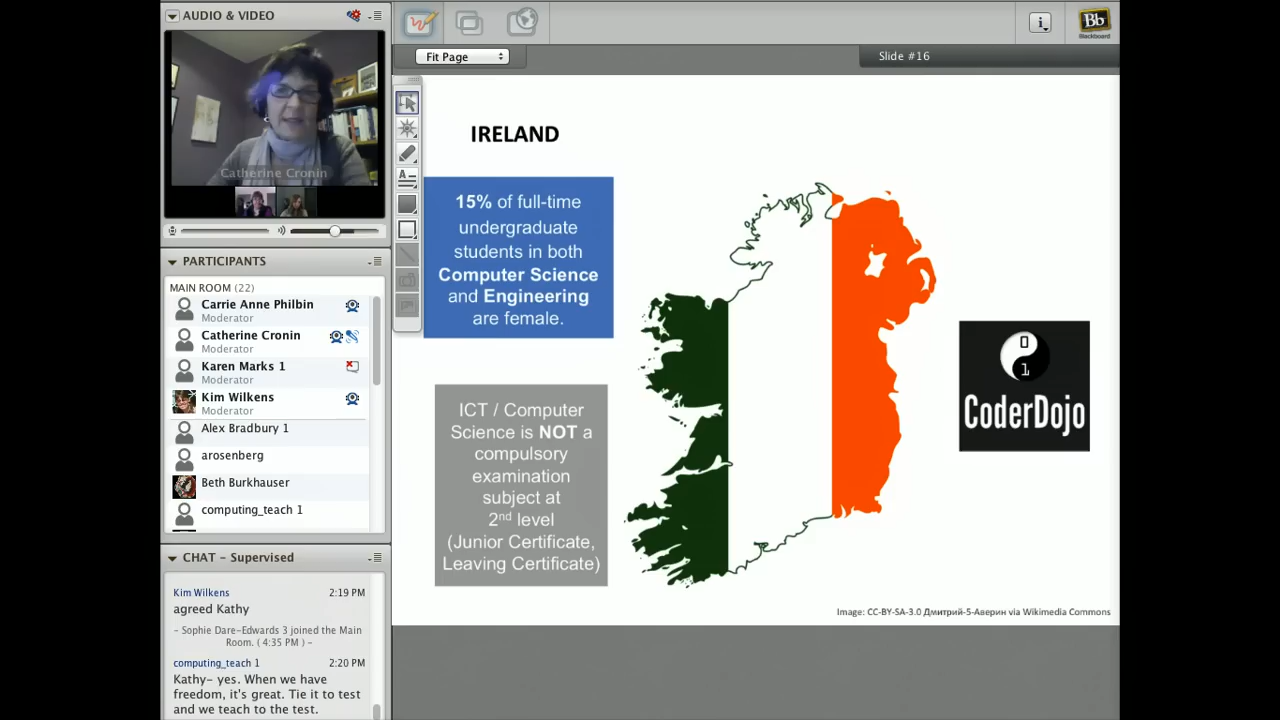 AUDIO & VIDEO
Catherine Cronin
PARTICIPANTS
MAIN ROOM (22)
Carrie Anne Philbin
Moderator
Catherine Cronin
Moderator
Karen Marks 1
Moderator
Kim Wilkens
Moderator
Alex Bradbury 1
arosenberg
Beth Burkhauser
computing_teach 1
CHAT - Supervised
Kim Wilkens 2:19 PM
agreed Kathy
- Sophie Dare-Edwards 3 joined the Main
Room. ( 4:35 PM ) -
computing_teach 1 2:20 PM
Kathy- yes. When we have
freedom, it's great. Tie it to test
and we teach to the test.
i
Bb
Blackboard
Fit Page
Slide #16
A
IRELAND
15% of full-time
undergraduate
students in both
Computer Science
and Engineering
are female.
ICT / Computer
Science is NOT a
compulsory
examination
subject at
2nd level
(Junior Certificate,
Leaving Certificate)
0
1
CoderDojo
Image: CC-BY-SA-3.0 Дмитрий-5-Аверин via Wikimedia Commons